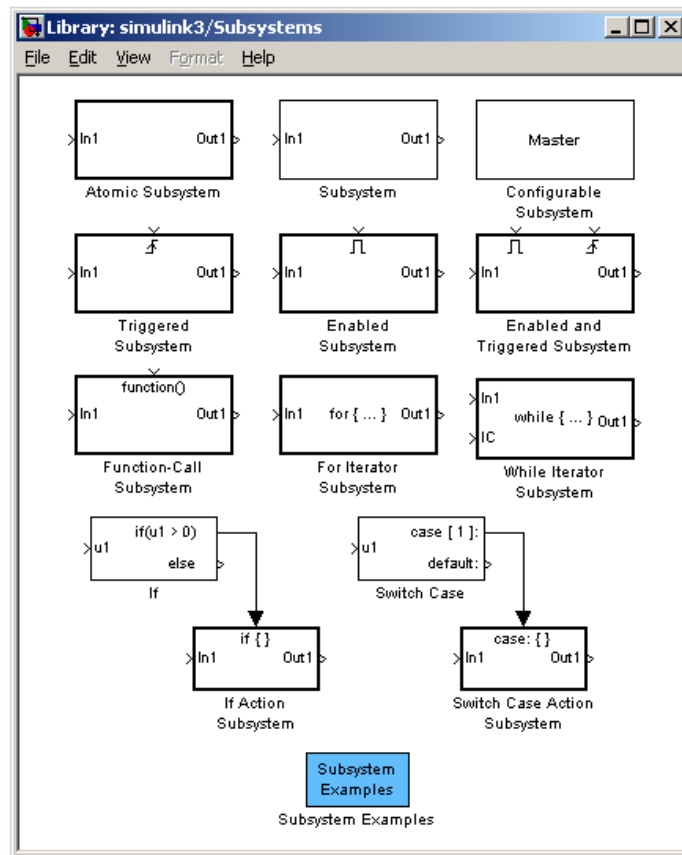 Library: simulink3/Subsystems
File Edit View Format Help
In1 Out1
Atomic Subsystem
In1 Out1
Subsystem
Master
Configurable
Subsystem
In1 Out1
Triggered
Subsystem
In1 Out1
Enabled
Subsystem
In1 Out1
Enabled and
Triggered Subsystem
function()
In1 Out1
Function-Call
Subsystem
In1 for { ... } Out1
For Iterator
Subsystem
In1
while { ... } Out1
IC
While Iterator
Subsystem
if(u1 > 0)
u1
else
If
case [ 1 ]:
u1
default:
Switch Case
if { }
In1 Out1
If Action
Subsystem
case: { }
In1 Out1
Switch Case Action
Subsystem
Subsystem
Examples
Subsystem Examples